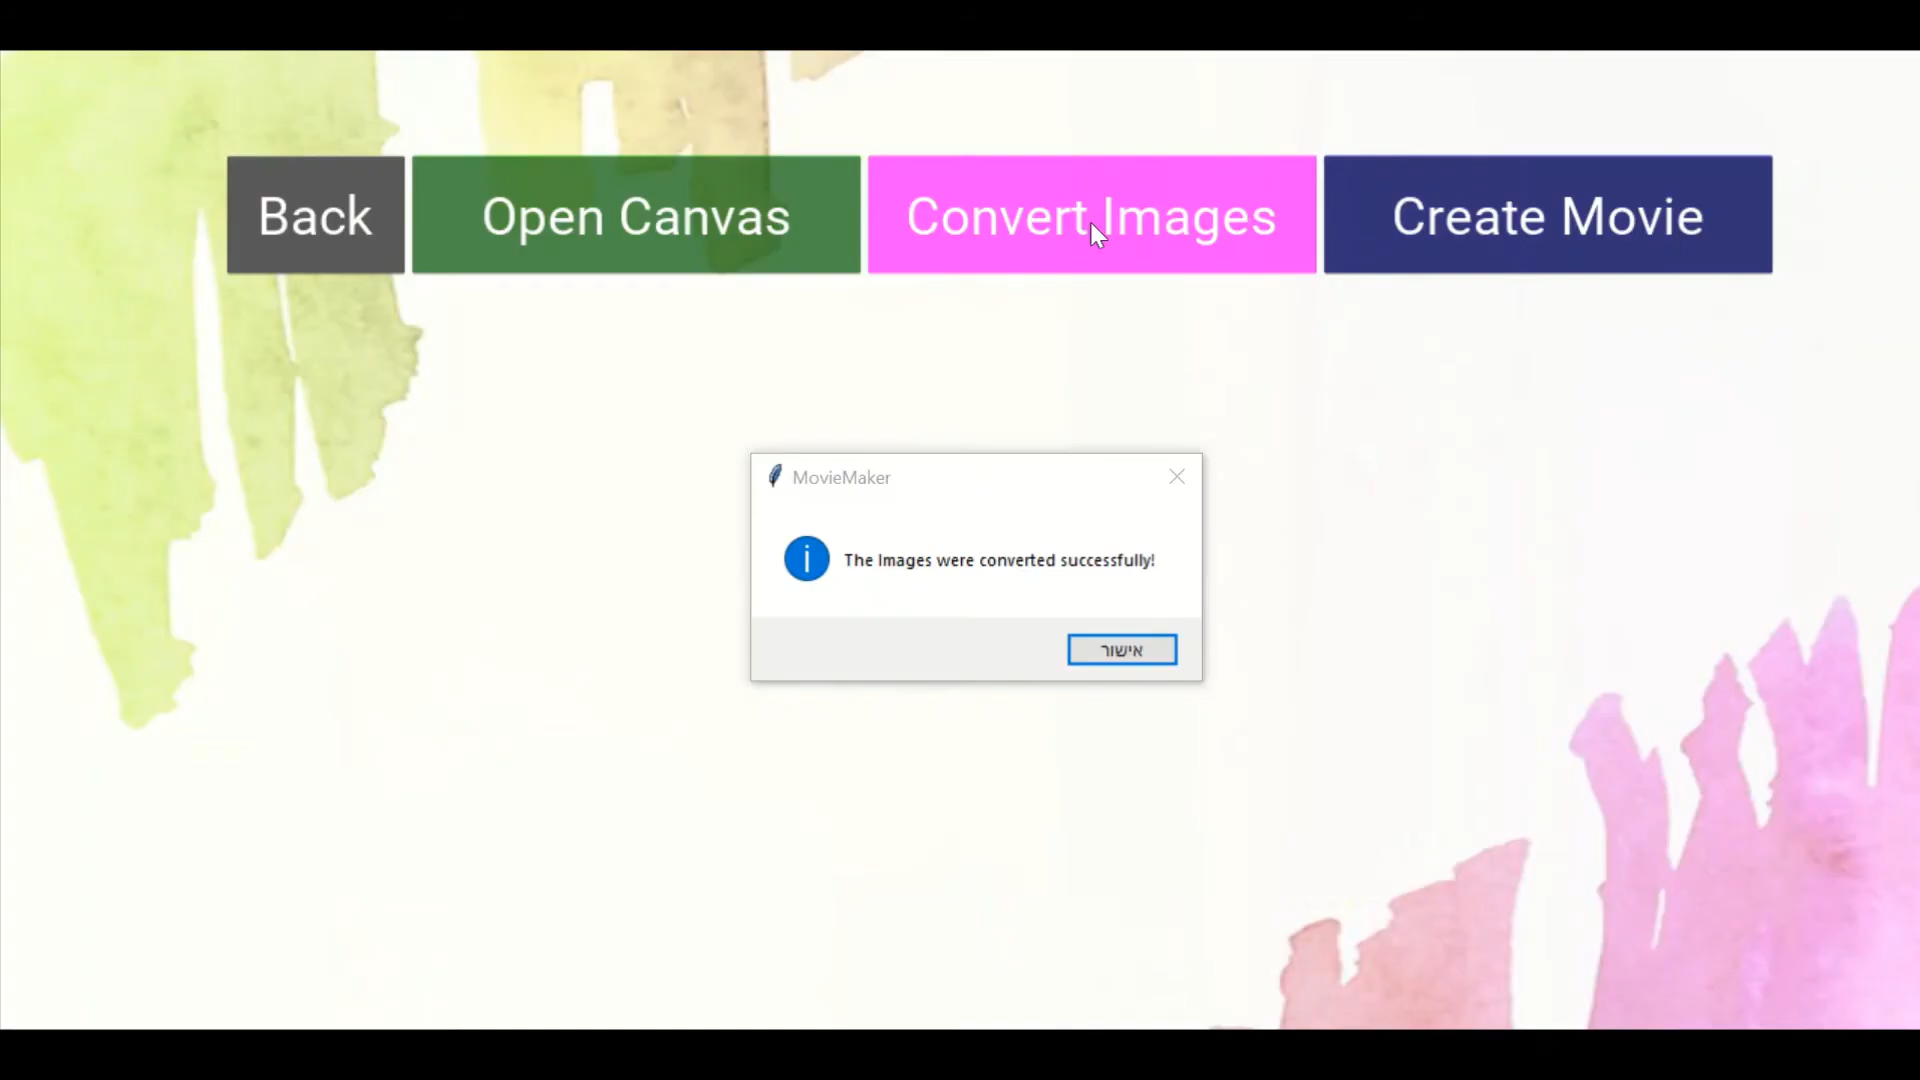 Back
Open Canvas
Convert Images
Create Movie
MovieMaker
The Images were converted successfully!
אישור